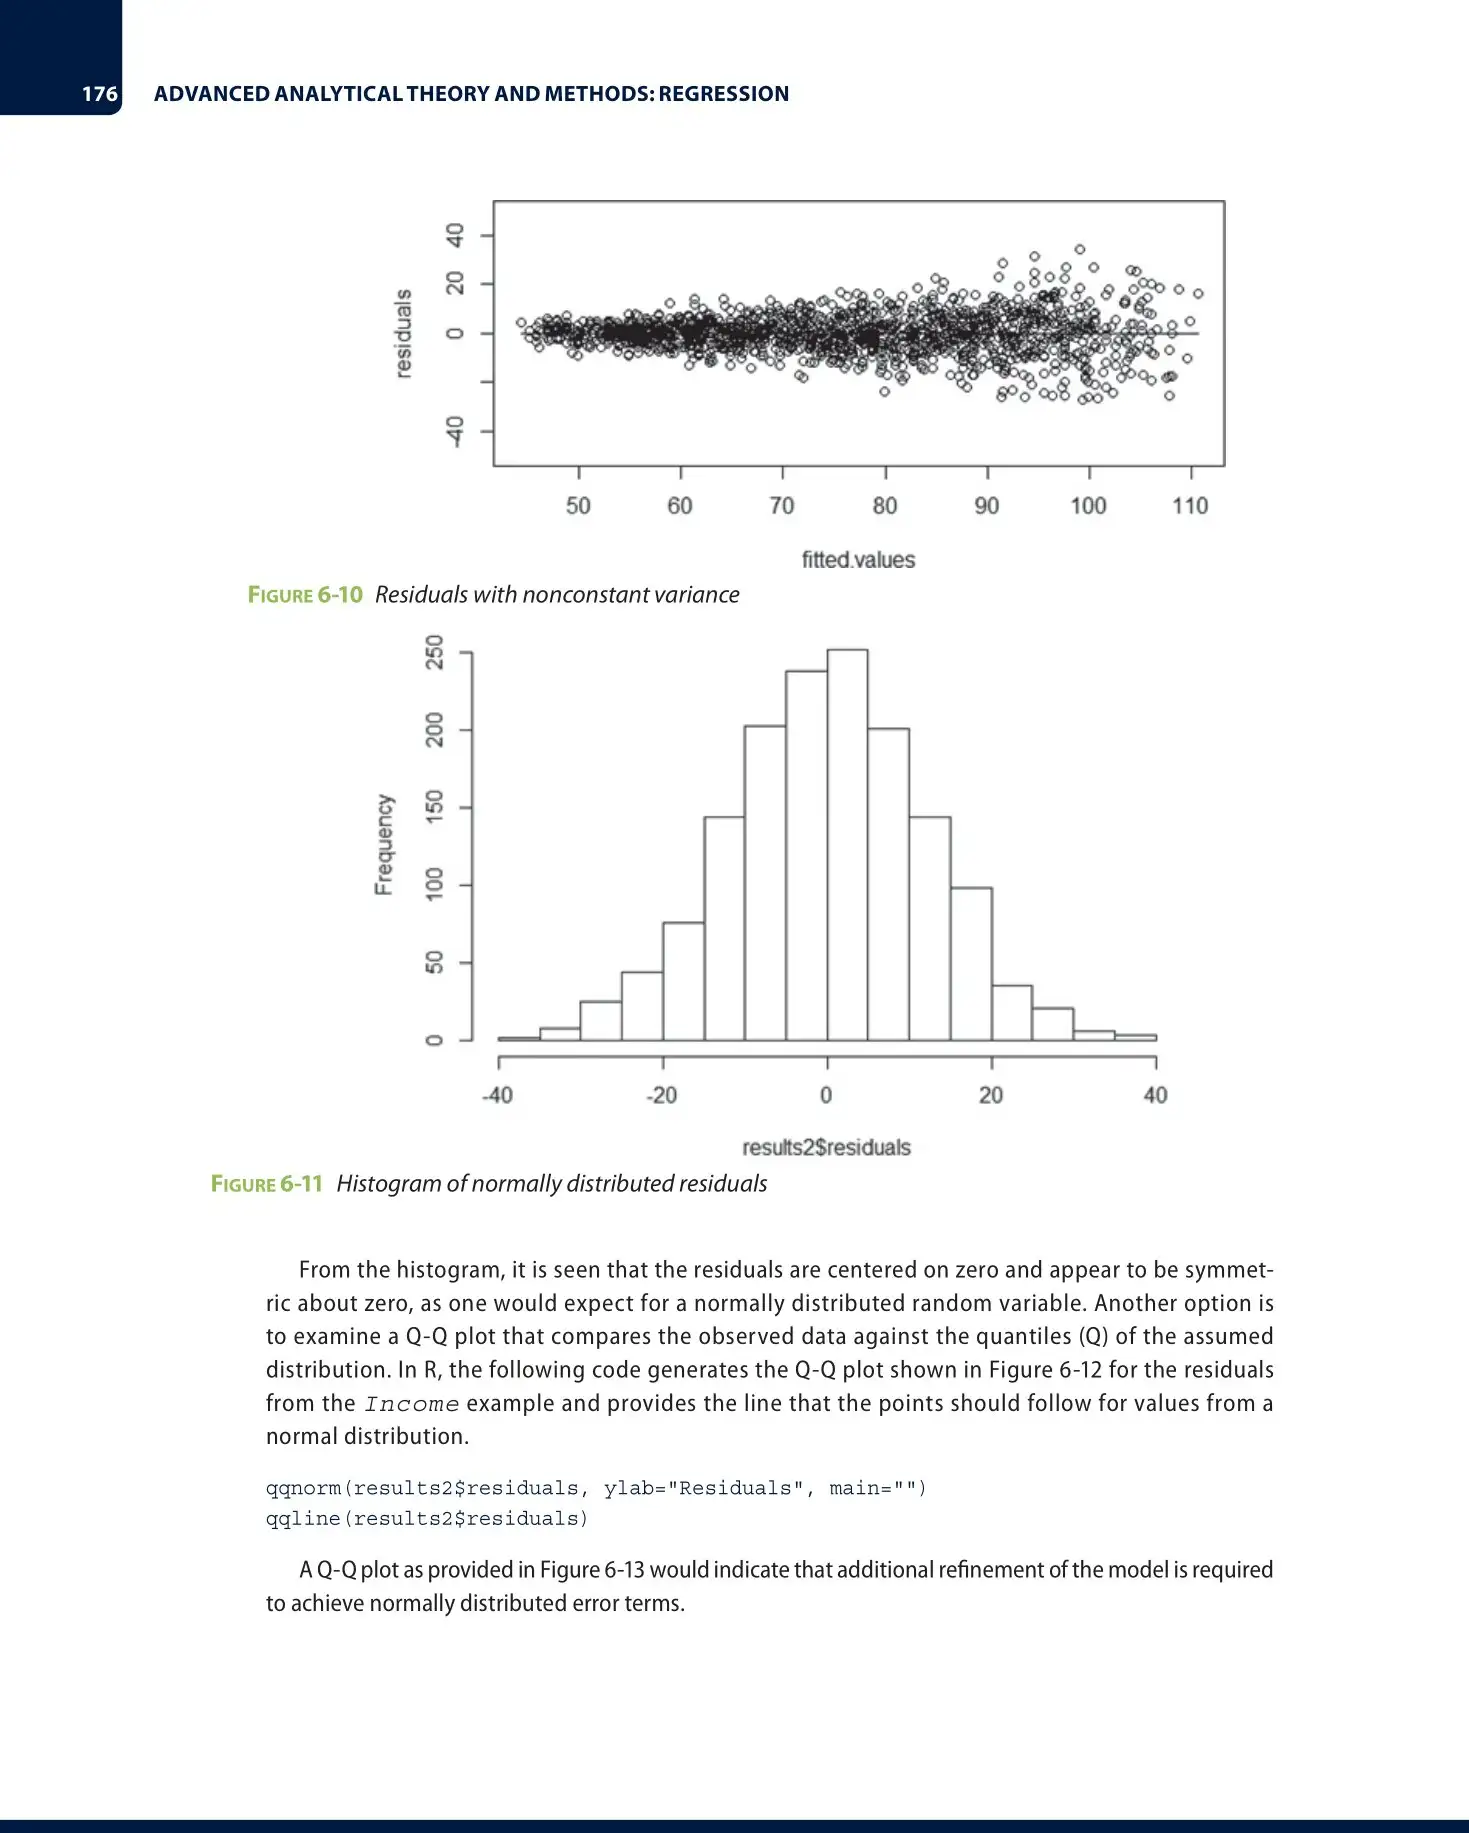 176 ADVANCED ANALYTICAL THEORY AND METHODS: REGRESSION
40
20
0
-40
residuals
50 60 70 80 90 100 110
fitted.values
FIGURE 6-10 Residuals with nonconstant variance
250
200
150
100
50
0
Frequency
-40 -20 0 20 40
results2$residuals
FIGURE 6-11 Histogram of normally distributed residuals
From the histogram, it is seen that the residuals are centered on zero and appear to be symmet-
ric about zero, as one would expect for a normally distributed random variable. Another option is
to examine a Q-Q plot that compares the observed data against the quantiles (Q) of the assumed
distribution. In R, the following code generates the Q-Q plot shown in Figure 6-12 for the residuals
from the Income example and provides the line that the points should follow for values from a
normal distribution.
qqnorm(results2$residuals, ylab="Residuals", main="")
qqline(results2$residuals)
A Q-Q plot as provided in Figure 6-13 would indicate that additional refinement of the model is required
to achieve normally distributed error terms.